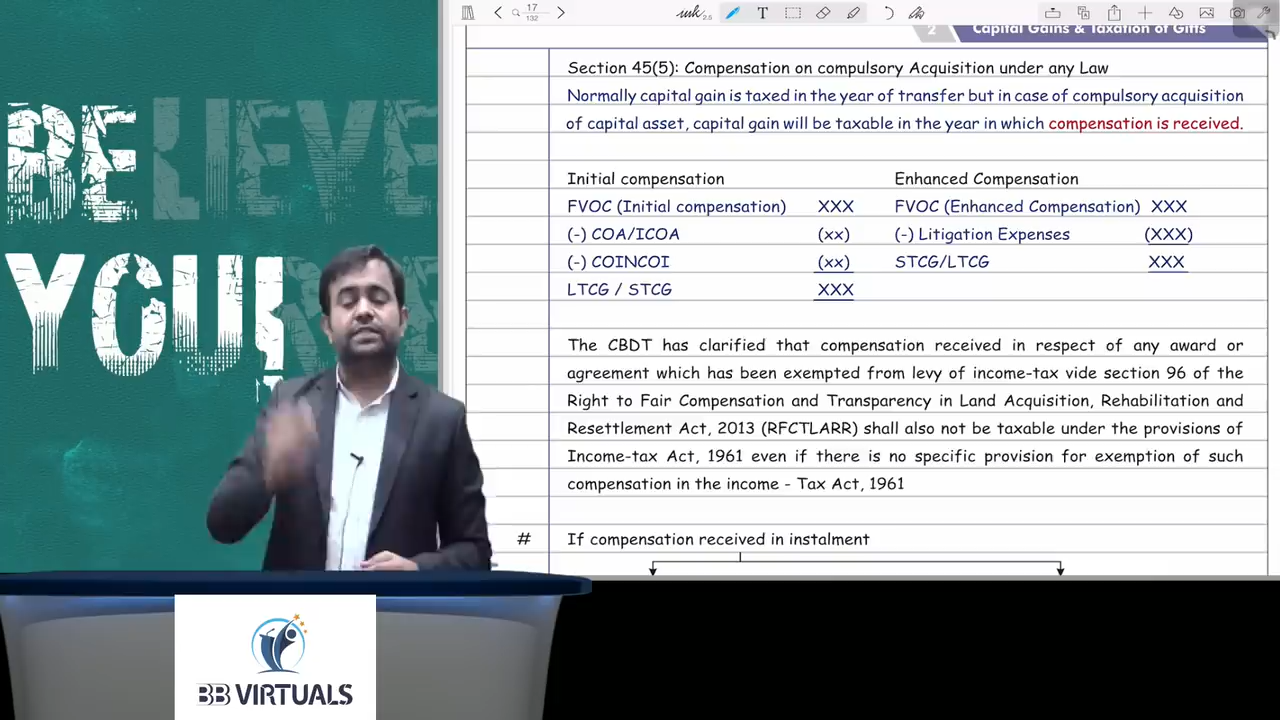 BELIEVE
YOU!
17
132
2.5
T
2 Capital Gains & Taxation of Gifts
Section 45(5): Compensation on compulsory Acquisition under any Law
Normally capital gain is taxed in the year of transfer but in case of compulsory acquisition
of capital asset, capital gain will be taxable in the year in which compensation is received.
Initial compensation Enhanced Compensation
FVOC (Initial compensation) XXX FVOC (Enhanced Compensation) XXX
(-) COA/ICOA (xx) (-) Litigation Expenses (XXX)
(-) COINCOI (xx) STCG/LTCG XXX
LTCG / STCG XXX
The CBDT has clarified that compensation received in respect of any award or
agreement which has been exempted from levy of income-tax vide section 96 of the
Right to Fair Compensation and Transparency in Land Acquisition, Rehabilitation and
Resettlement Act, 2013 (RFCTLARR) shall also not be taxable under the provisions of
Income-tax Act, 1961 even if there is no specific provision for exemption of such
compensation in the income - Tax Act, 1961
# If compensation received in instalment
BB VIRTUALS